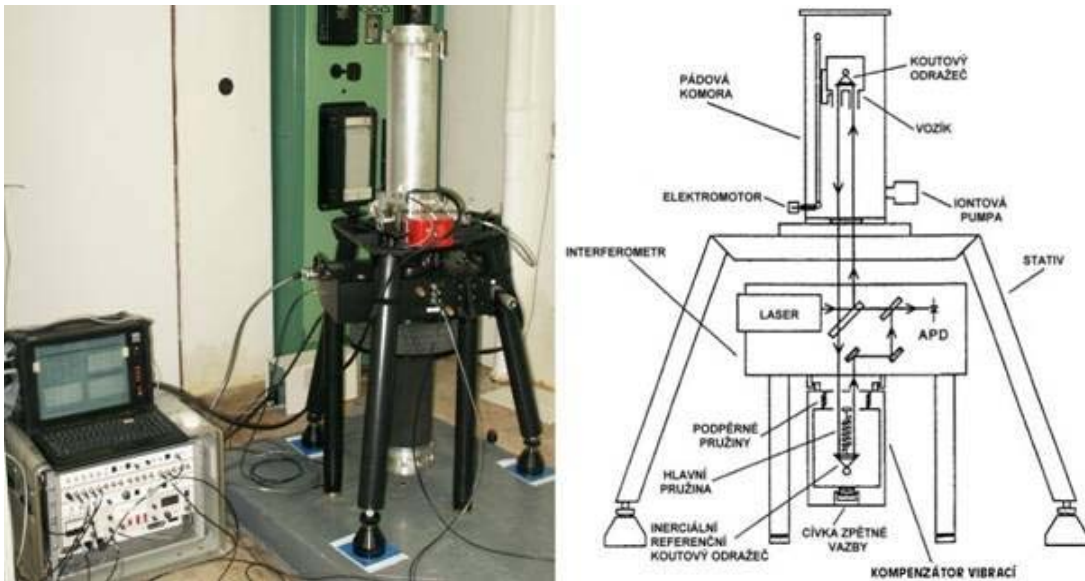 KOUTOVÝ
ODRAŽEČ
PÁDOVÁ
KOMORA
VOZÍK
ELEKTROMOTOR
IONTOVÁ
PUMPA
INTERFEROMETR
STATIV
LASER
APD
PODPĚRNÉ
PRUŽINY
HLAVNÍ
PRUŽINA
INERCIÁLNÍ
REFERENČNÍ
KOUTOVÝ ODRAŽEČ
CÍVKA ZPĚTNÉ
VAZBY
KOMPENZÁTOR VIBRACÍ